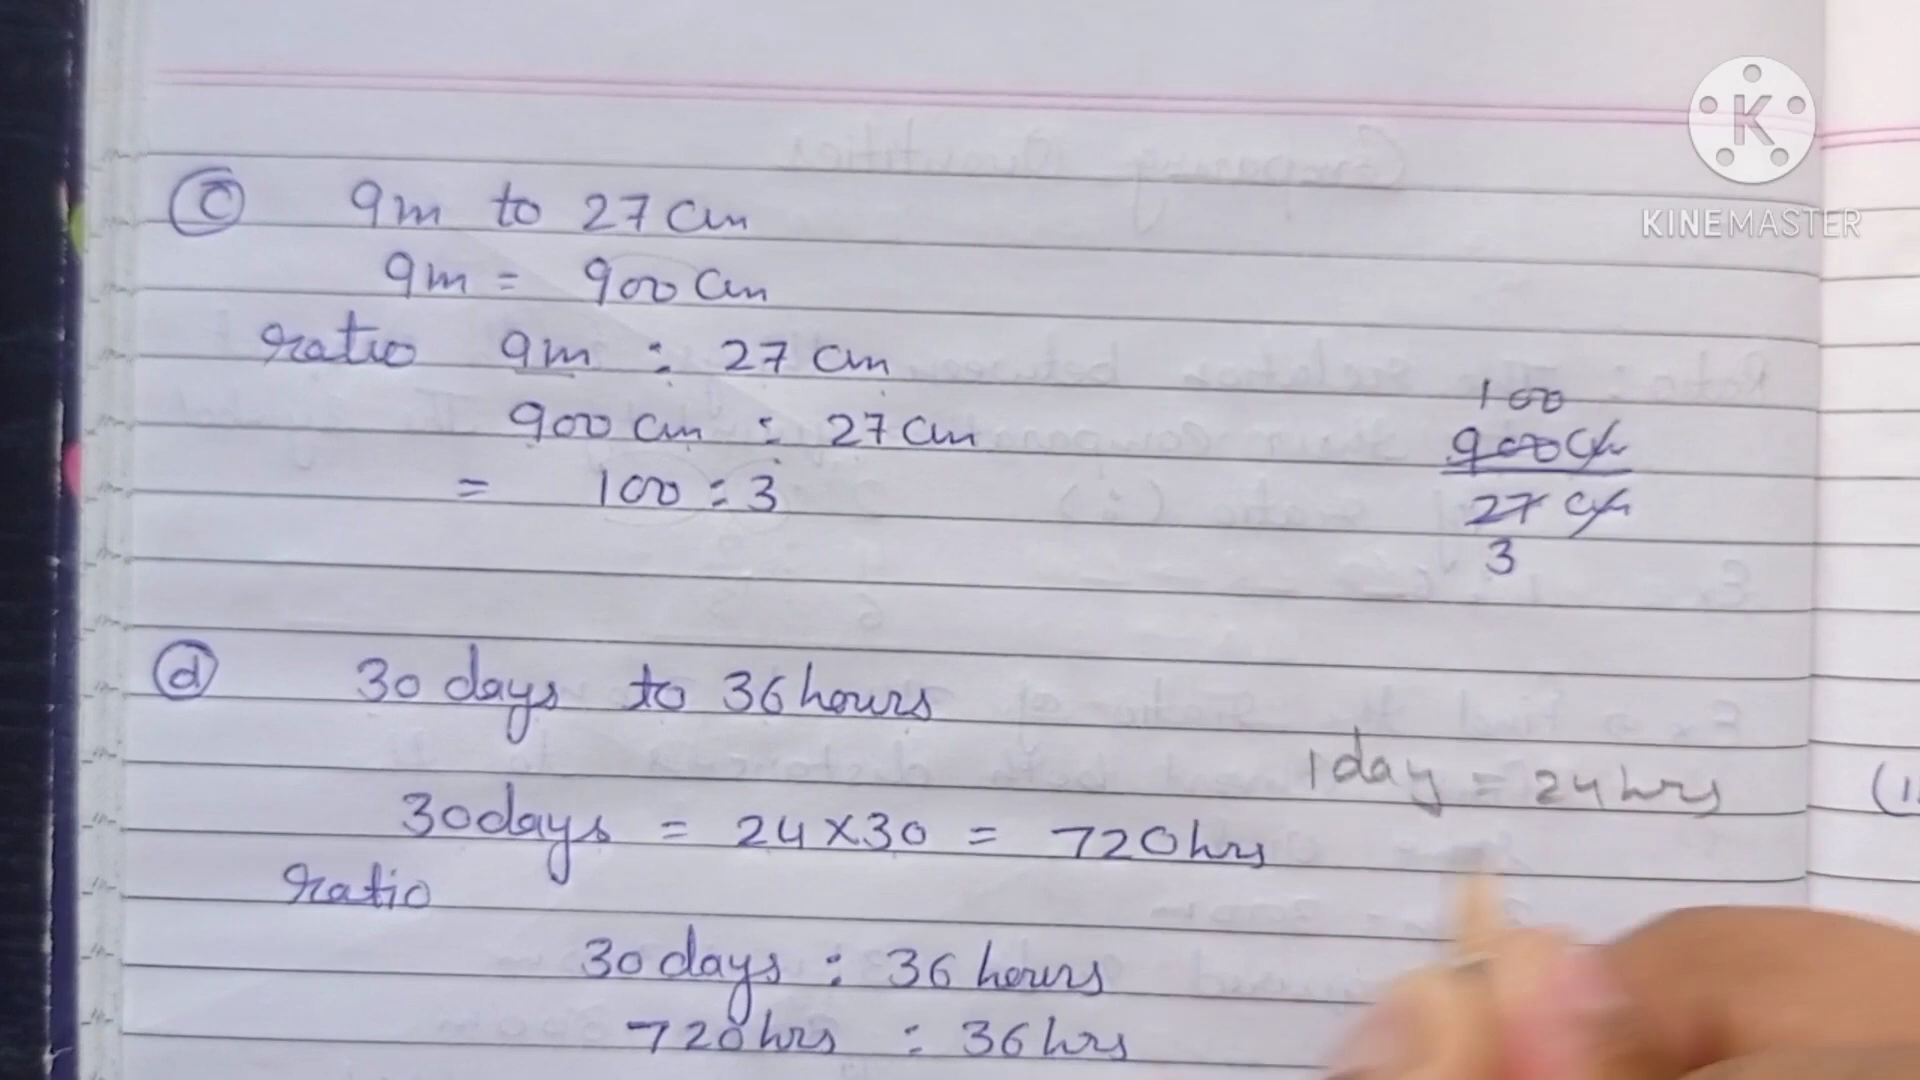 K
KINEMASTER
(c) 9m to 27cm
9m = 900 cm
ratio 9m : 27 cm
900 cm : 27 cm
= 100 : 3
100
900 cm
27 cm
3
(d) 30 days to 36 hours
1 day = 24 hrs
30 days = 24 x 30 = 720 hrs
ratio
30 days : 36 hours
720 hrs : 36 hrs
(1